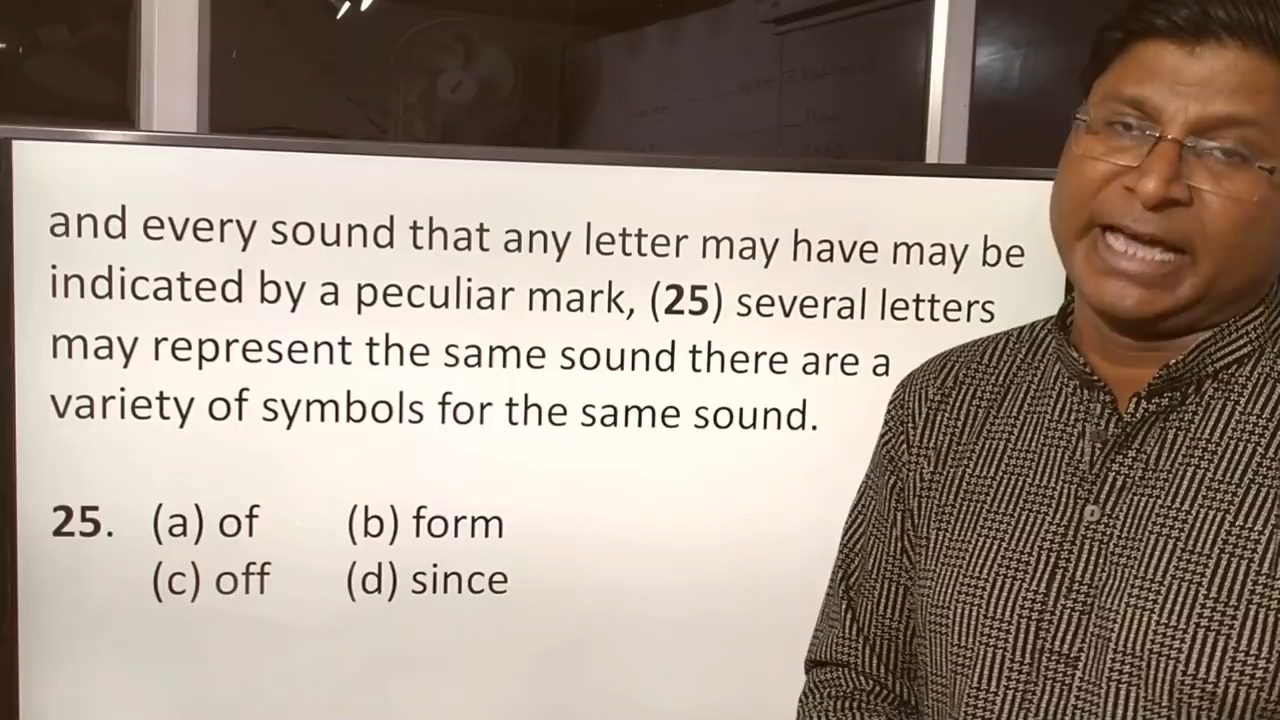 and every sound that any letter may have may be
indicated by a peculiar mark, (25) several letters
may represent the same sound there are a
variety of symbols for the same sound.
25. (a) of (b) form
(c) off (d) since